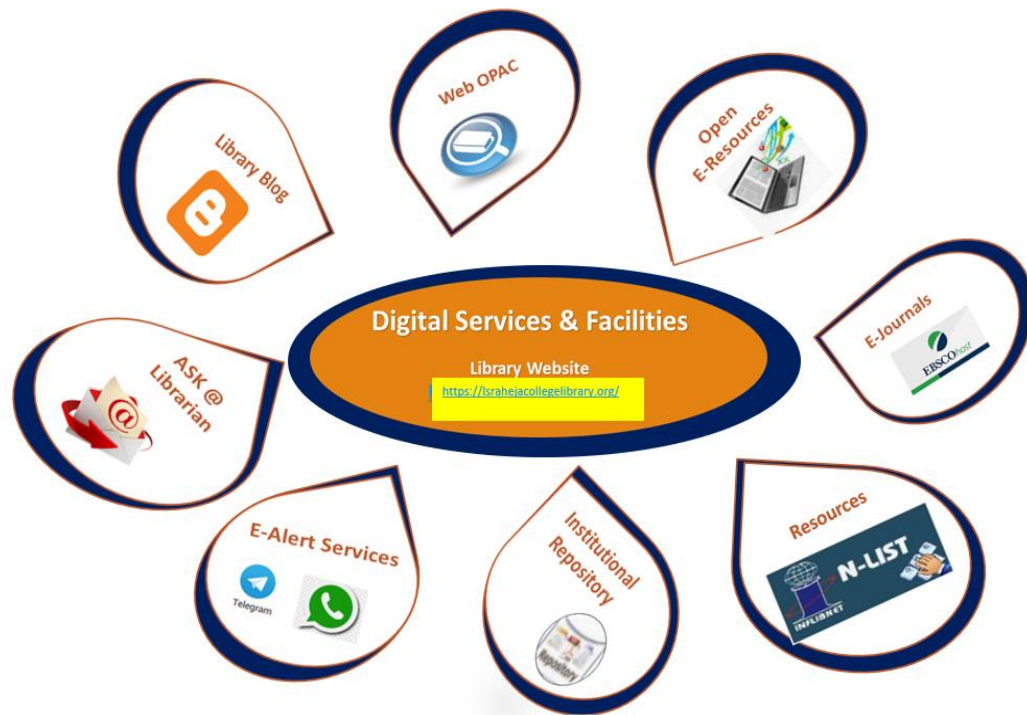 Web OPAC
Open
E-Resources
Library Blog
Digital Services & Facilities
Library Website
https://lsrahejacollegelibrary.org/
E-Journals
EBSCOhost
ASK @
Librarian
@
E-Alert Services
Telegram
Institutional
Repository
Repository
Resources
N-LIST
INFLIBNET